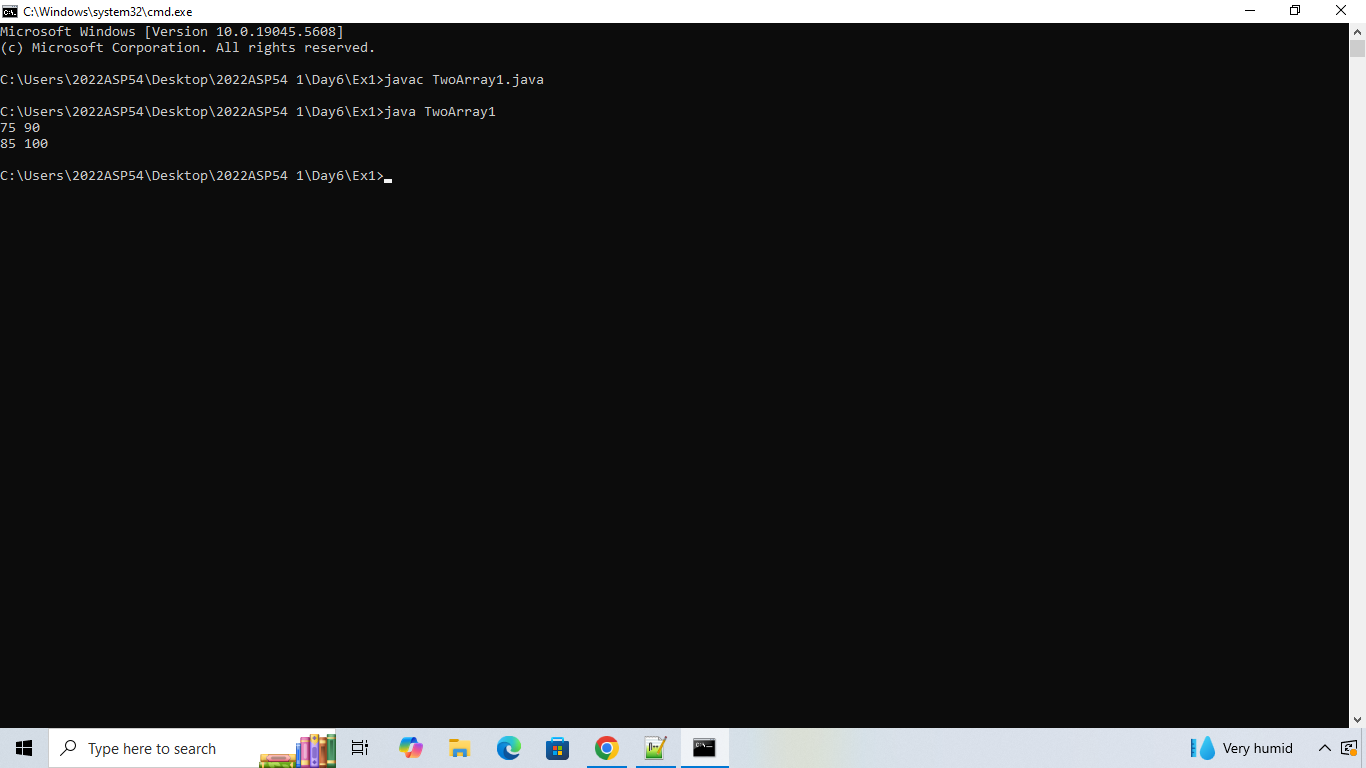 C:\Windows\system32\cmd.exe
Microsoft Windows [Version 10.0.19045.5608]
(c) Microsoft Corporation. All rights reserved.
C:\Users\2022ASP54\Desktop\2022ASP54 1\Day6\Ex1>javac TwoArray1.java
C:\Users\2022ASP54\Desktop\2022ASP54 1\Day6\Ex1>java TwoArray1
75 90
85 100
C:\Users\2022ASP54\Desktop\2022ASP54 1\Day6\Ex1>
Type here to search
Very humid